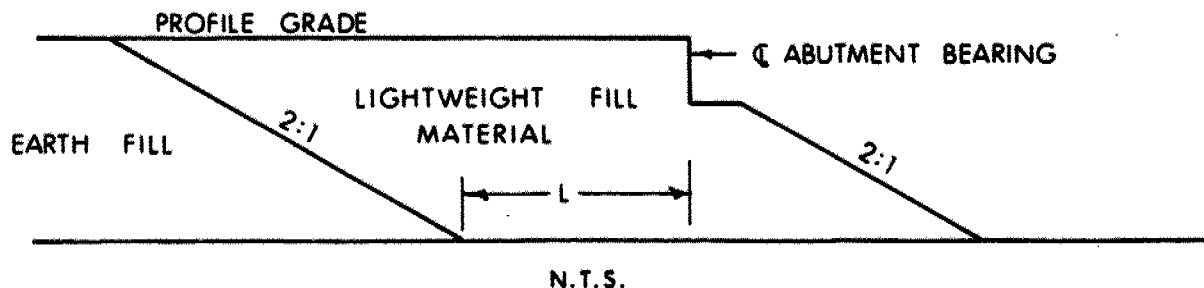 PROFILE GRADE
℄ ABUTMENT BEARING
LIGHTWEIGHT FILL
MATERIAL
2:1
EARTH FILL
2:1
L
N.T.S.